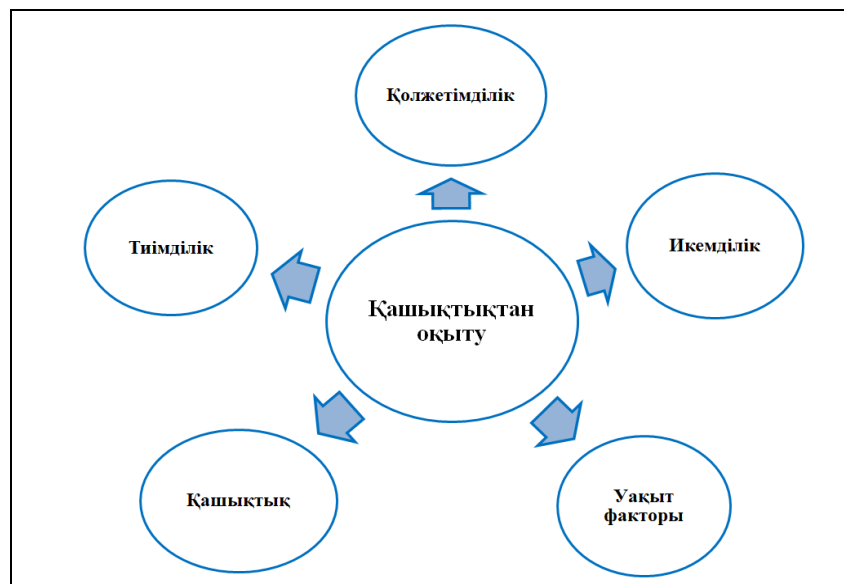 Қолжетімділік
Тиімділік
Икемділік
Қашықтықтан
оқыту
Қашықтық
Уақыт
факторы